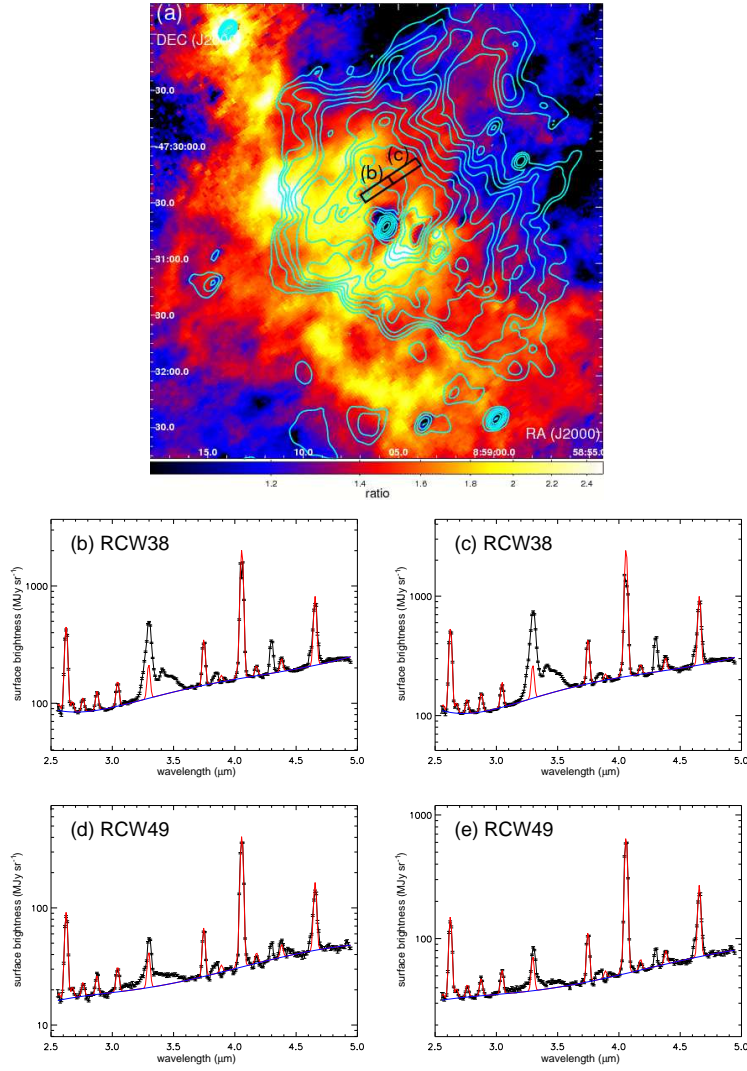 (a)
DEC (J2000)
30.0
-47:30:00.0
(c)
(b)
30.0
-31:00.0
30.0
32:00.0
30.0
RA (J2000)
15.0 10.0 05.0 8:59:00.0 58:55.0
1.2 1.4 1.6 1.8 2 2.2 2.4
ratio
(b) RCW38
surface brightness (MJy sr⁻¹)
1000
100
2.5 3.0 3.5 4.0 4.5 5.0
wavelength (μm)
(c) RCW38
surface brightness (MJy sr⁻¹)
1000
100
2.5 3.0 3.5 4.0 4.5 5.0
wavelength (μm)
(d) RCW49
surface brightness (MJy sr⁻¹)
100
10
2.5 3.0 3.5 4.0 4.5 5.0
wavelength (μm)
(e) RCW49
surface brightness (MJy sr⁻¹)
1000
100
2.5 3.0 3.5 4.0 4.5 5.0
wavelength (μm)